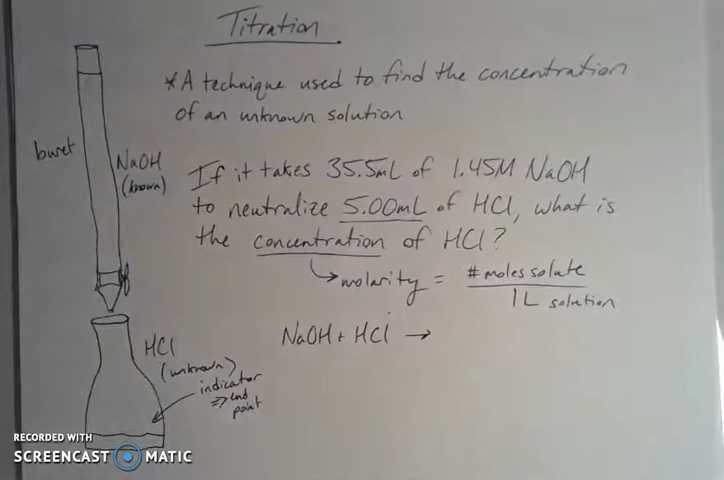 Titration
*A technique used to find the concentration
of an unknown solution
buret
NaOH
(known)
If it takes 35.5mL of 1.45M NaOH
to neutralize 5.00mL of HCl, what is
the concentration of HCl?
→molarity = #moles solute
1L solution
NaOH + HCl →
HCl
(unknown)
indicator
⇒ end
point
RECORDED WITH
SCREENCAST MATIC